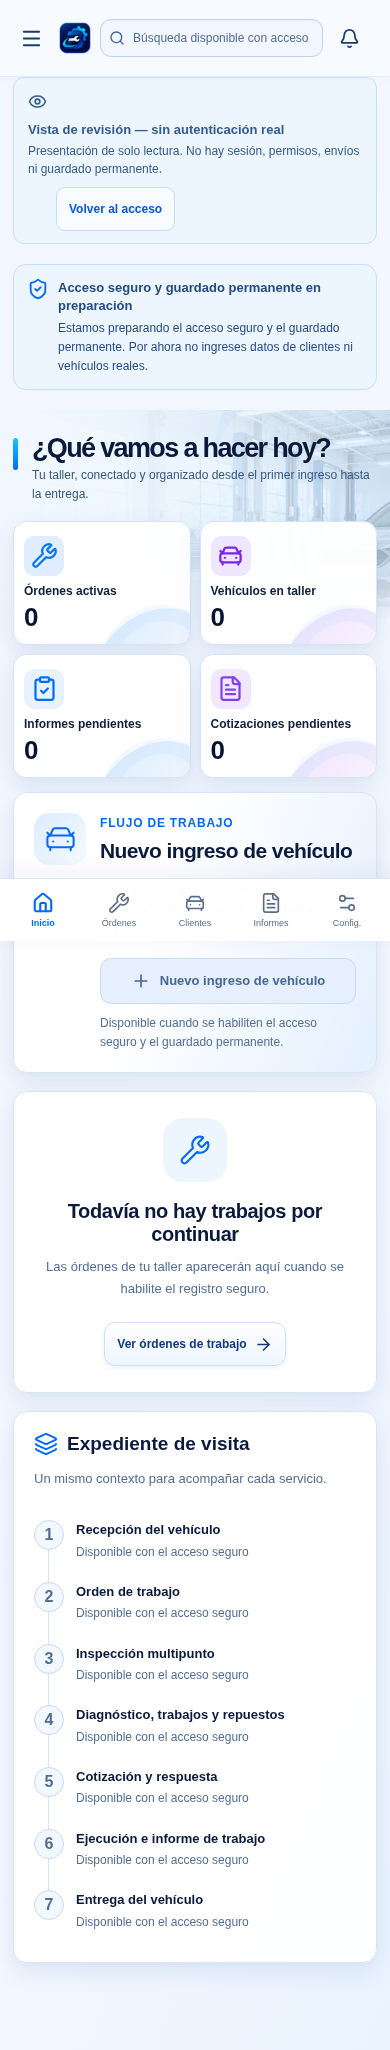 Búsqueda disponible con acceso
Vista de revisión — sin autenticación real
Presentación de solo lectura. No hay sesión, permisos, envíos
ni guardado permanente.
Volver al acceso
Acceso seguro y guardado permanente en
preparación
Estamos preparando el acceso seguro y el guardado
permanente. Por ahora no ingreses datos de clientes ni
vehículos reales.
¿Qué vamos a hacer hoy?
Tu taller, conectado y organizado desde el primer ingreso hasta
la entrega.
Órdenes activas
0
Vehículos en taller
0
Informes pendientes
0
Cotizaciones pendientes
0
FLUJO DE TRABAJO
Nuevo ingreso de vehículo
Inicio
Órdenes
Clientes
Informes
Config.
Nuevo ingreso de vehículo
Disponible cuando se habiliten el acceso
seguro y el guardado permanente.
Todavía no hay trabajos por
continuar
Las órdenes de tu taller aparecerán aquí cuando se
habilite el registro seguro.
Ver órdenes de trabajo
Expediente de visita
Un mismo contexto para acompañar cada servicio.
1
Recepción del vehículo
Disponible con el acceso seguro
2
Orden de trabajo
Disponible con el acceso seguro
3
Inspección multipunto
Disponible con el acceso seguro
4
Diagnóstico, trabajos y repuestos
Disponible con el acceso seguro
5
Cotización y respuesta
Disponible con el acceso seguro
6
Ejecución e informe de trabajo
Disponible con el acceso seguro
7
Entrega del vehículo
Disponible con el acceso seguro